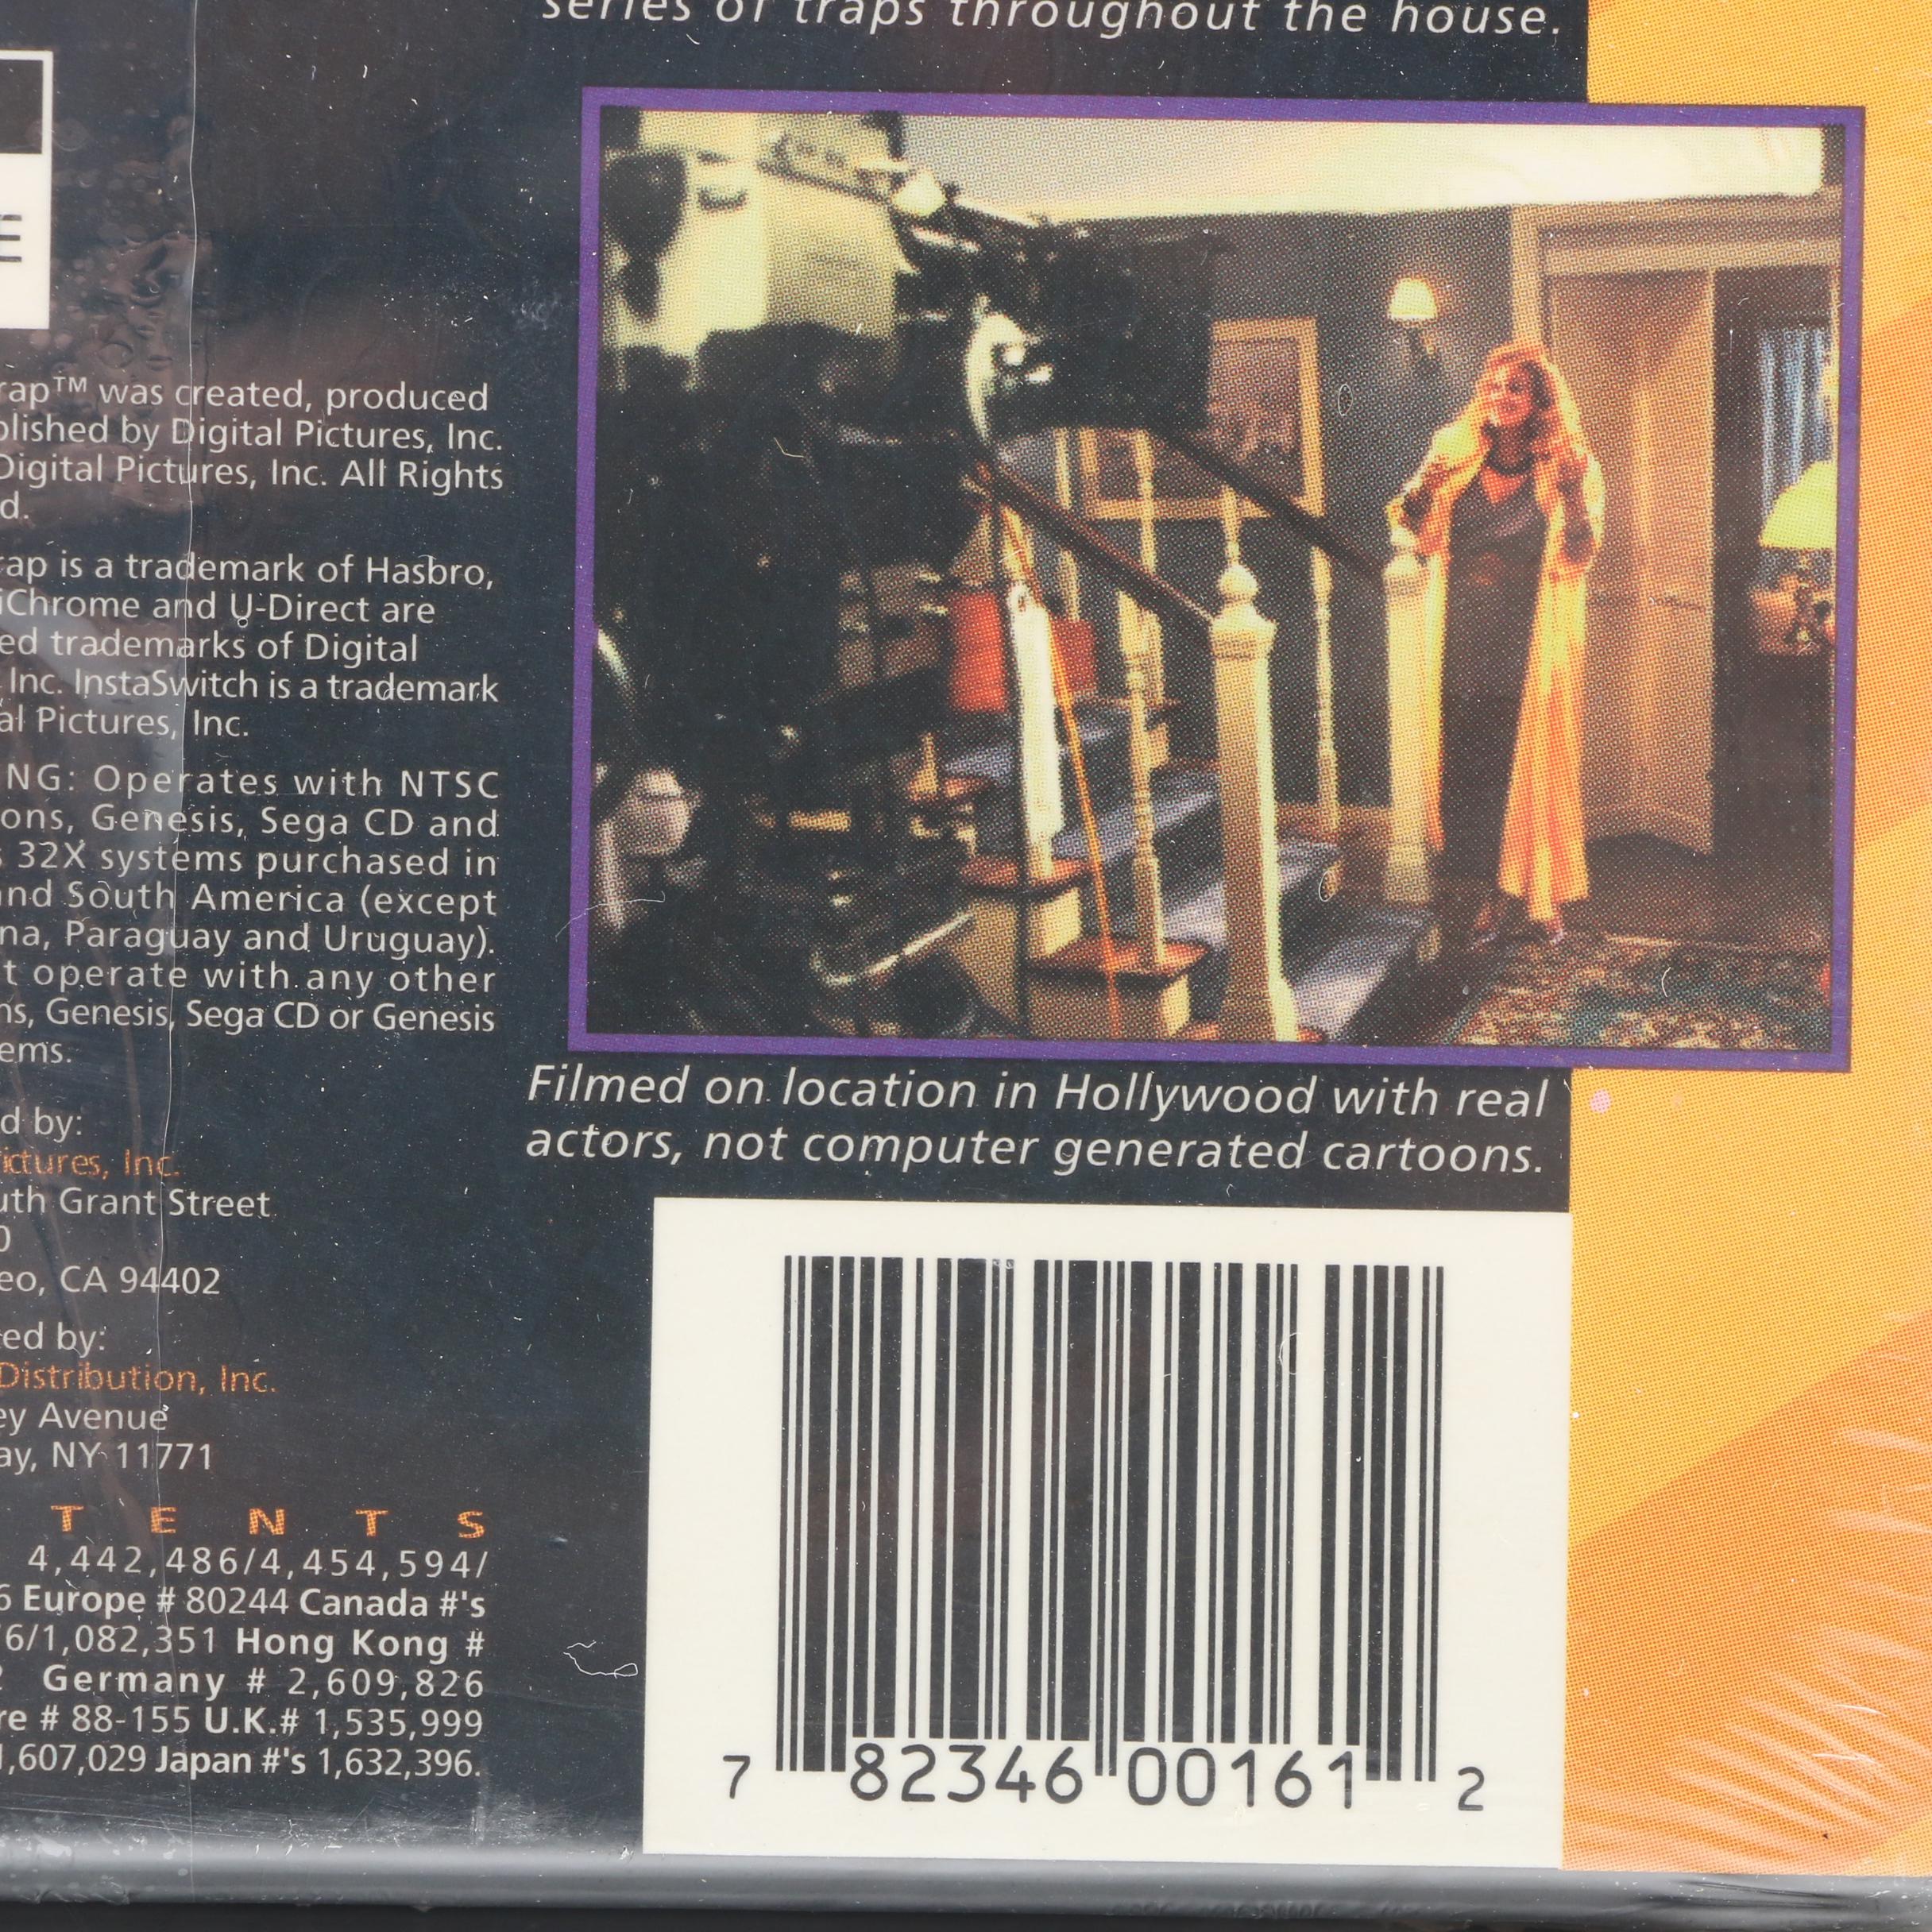 series of traps throughout the house.
E
rap™ was created, produced
blished by Digital Pictures, Inc.
Digital Pictures, Inc. All Rights
d.
rap is a trademark of Hasbro,
iChrome and U-Direct are
ed trademarks of Digital
Inc. InstaSwitch is a trademark
al Pictures, Inc.
NG: Operates with NTSC
ons, Genesis, Sega CD and
32X systems purchased in
and South America (except
na, Paraguay and Uruguay).
t operate with any other
ns, Genesis, Sega CD or Genesis
ems.
d by:
ictures, Inc.
uth Grant Street
0
eo, CA 94402
ed by:
Distribution, Inc.
ey Avenue
ay, NY 11771
T E N T S
4,442,486/4,454,594/
6 Europe # 80244 Canada #'s
6/1,082,351 Hong Kong #
2 Germany # 2,609,826
re # 88-155 U.K.# 1,535,999
1,607,029 Japan #'s 1,632,396.
Filmed on location in Hollywood with real
actors, not computer generated cartoons.
7 82346 00161 2